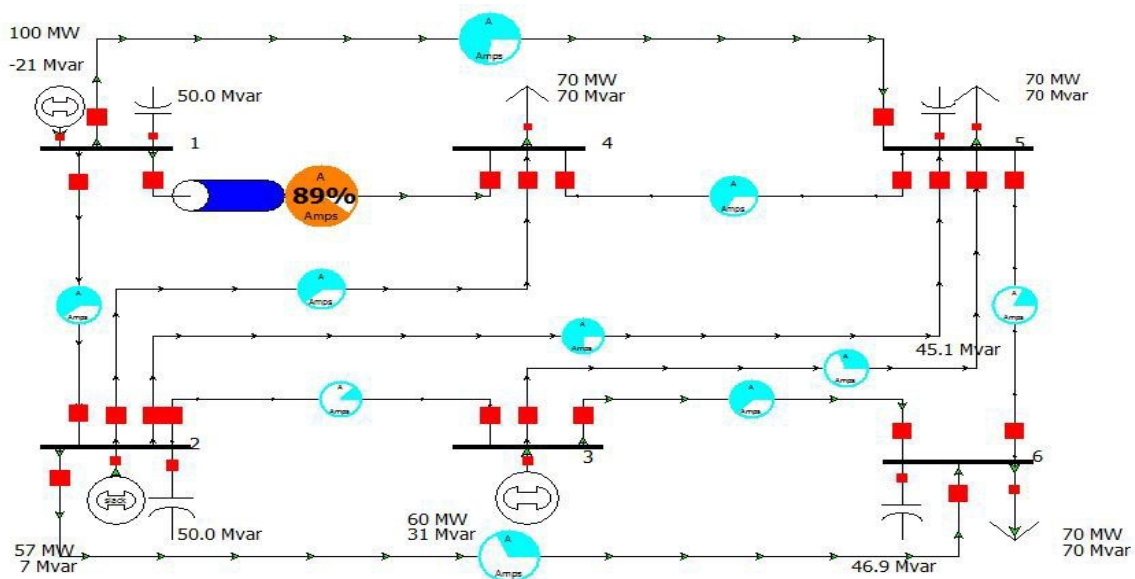 A
Amps
100 MW
-21 Mvar
50.0 Mvar
70 MW
70 Mvar
70 MW
70 Mvar
1
4
5
A
89%
Amps
A
Amps
A
Amps
A
Amps
A
Amps
A
Amps
45.1 Mvar
A
Amps
A
Amps
A
Amps
2
3
6
slack
50.0 Mvar
60 MW
31 Mvar
57 MW
7 Mvar
A
Amps
46.9 Mvar
70 MW
70 Mvar